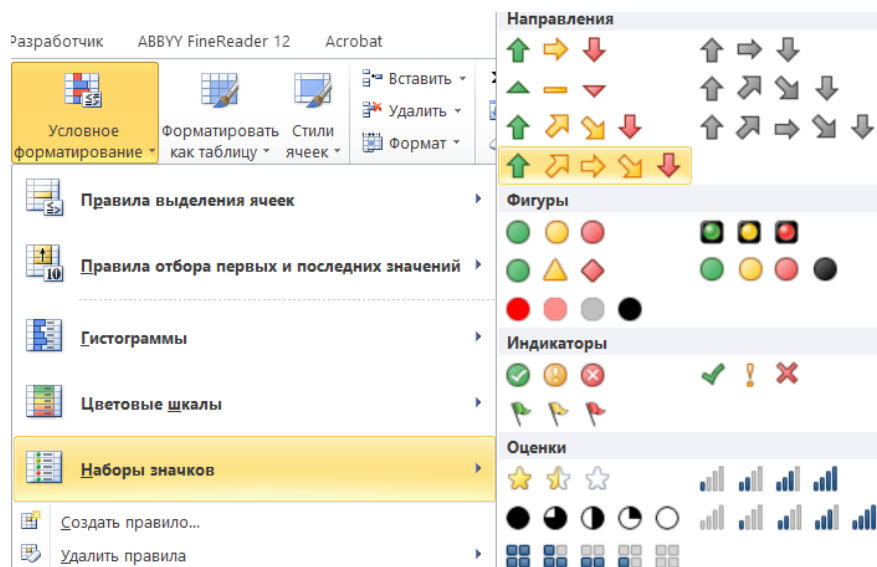 Разработчик ABBYY FineReader 12 Acrobat
Условное форматирование
Форматировать как таблицу
Стили ячеек
Вставить
Удалить
Формат
Правила выделения ячеек
Правила отбора первых и последних значений
10
Гистограммы
Цветовые шкалы
Наборы значков
Создать правило...
Удалить правила
Направления
Фигуры
Индикаторы
Оценки